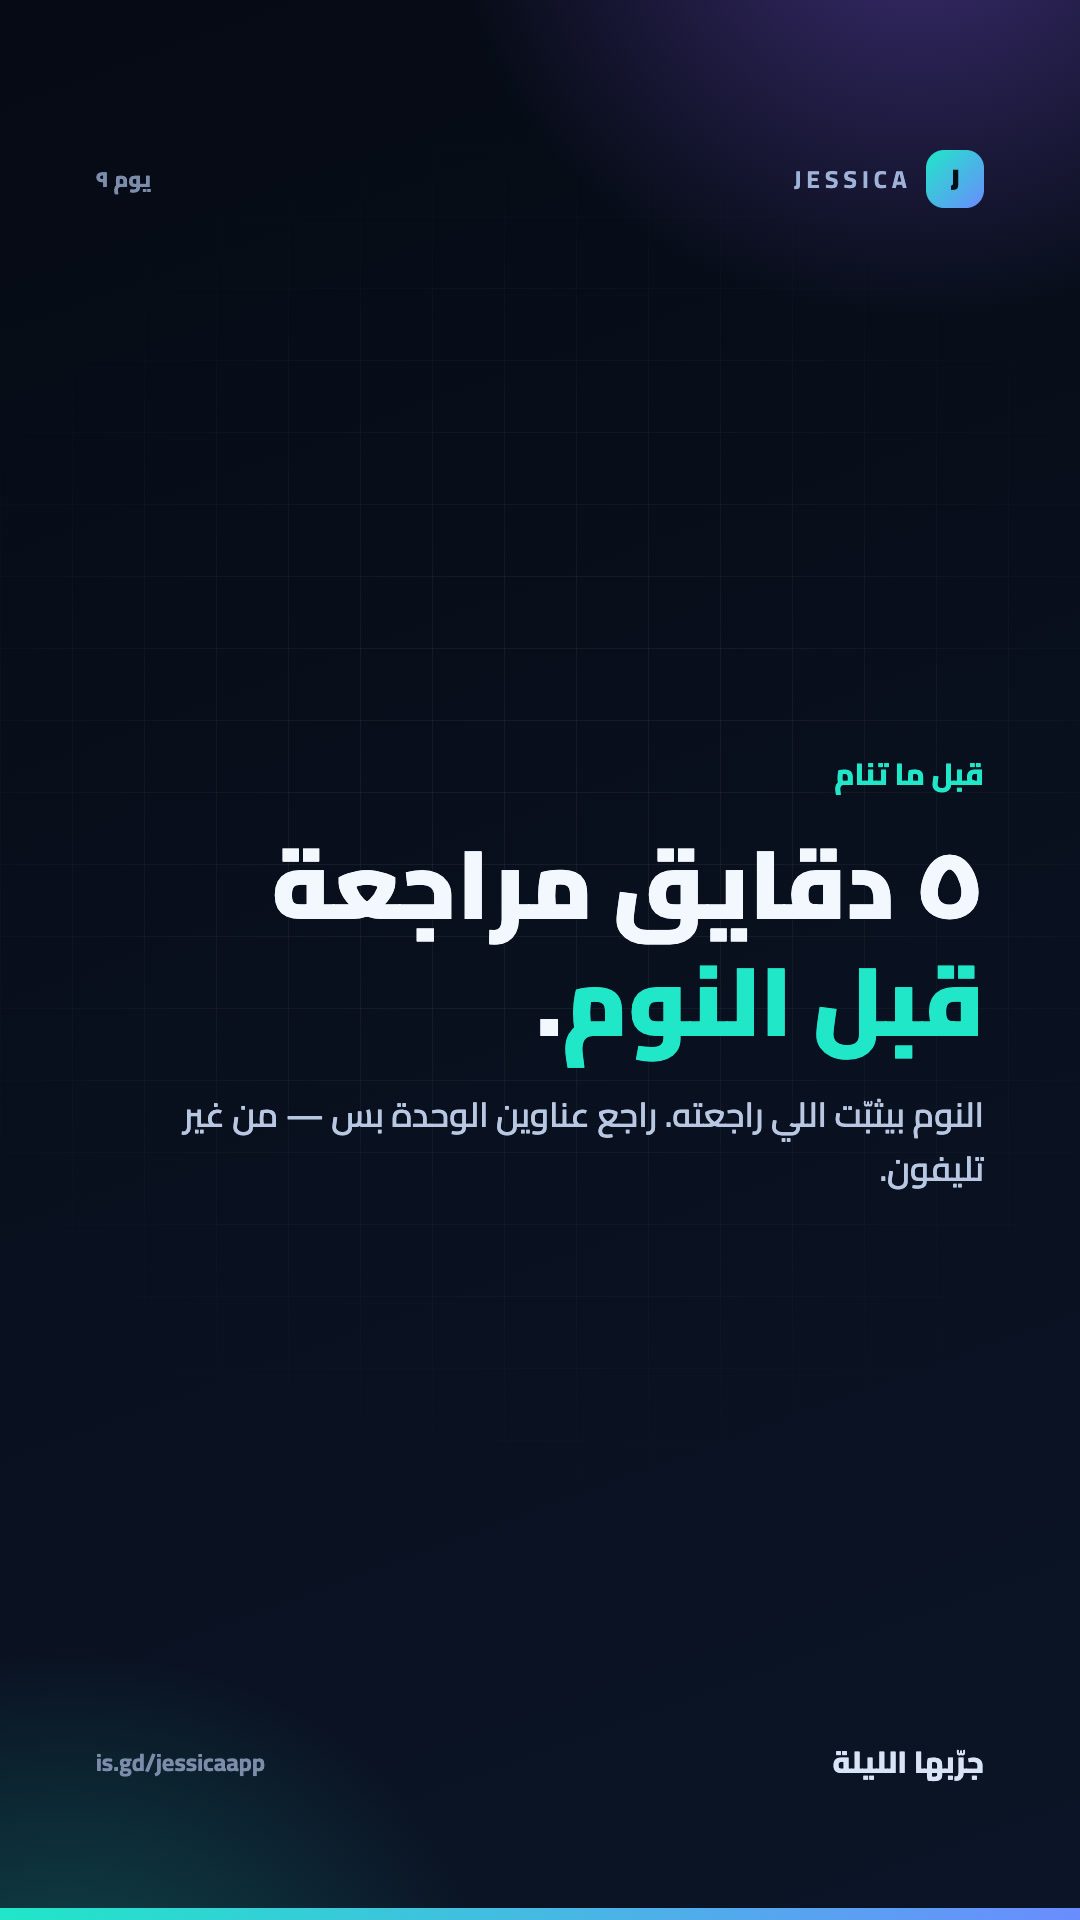 J JESSICA
يوم ٩
قبل ما تنام
٥ دقايق مراجعة
قبل النوم.
النوم بيثبّت اللي راجعته. راجع عناوين الوحدة بس — من غير
تليفون.
جرّبها الليلة
is.gd/jessicaapp